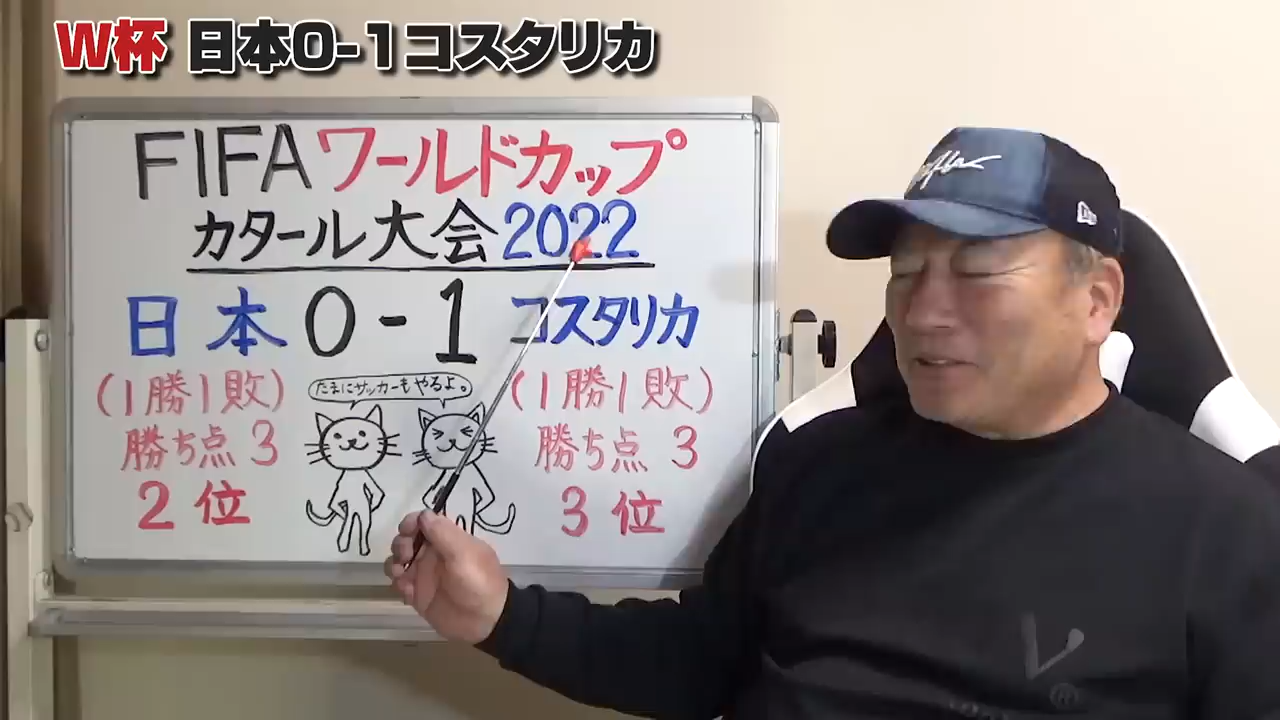 W杯 日本0-1コスタリカ
FIFAワールドカップ
カタール大会2022
日本 0-1 コスタリカ
(1勝1敗)
勝ち点 3
2位
たまにサッカーもやるよ。
(1勝1敗)
勝ち点 3
3位